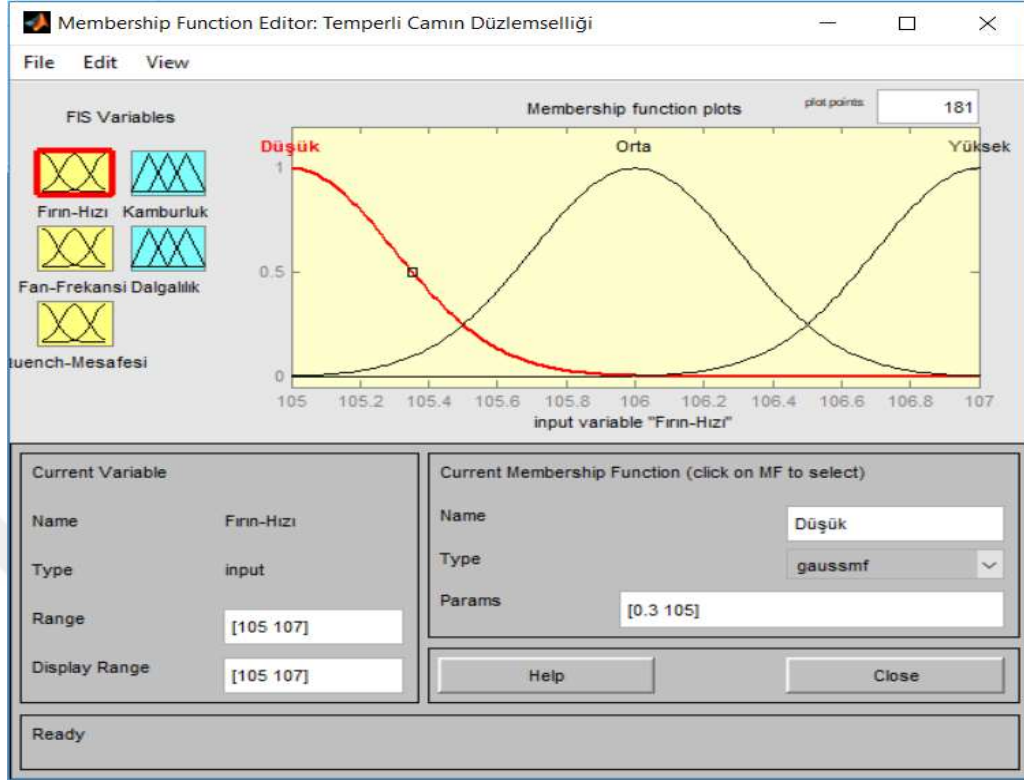 Membership Function Editor: Temperli Camın Düzlemselliği
File Edit View
FIS Variables
Fırın-Hızı Kamburluk
Fan-Frekansi Dalgalılık
uench-Mesafesi
Membership function plots
plot points: 181
Düşük Orta Yüksek
1
0.5
0
105 105.2 105.4 105.6 105.8 106 106.2 106.4 106.6 106.8 107
input variable "Fırın-Hızı"
Current Variable
Name Fırın-Hızı
Type input
Range [105 107]
Display Range [105 107]
Current Membership Function (click on MF to select)
Name Düşük
Type gaussmf
Params [0.3 105]
Help Close
Ready